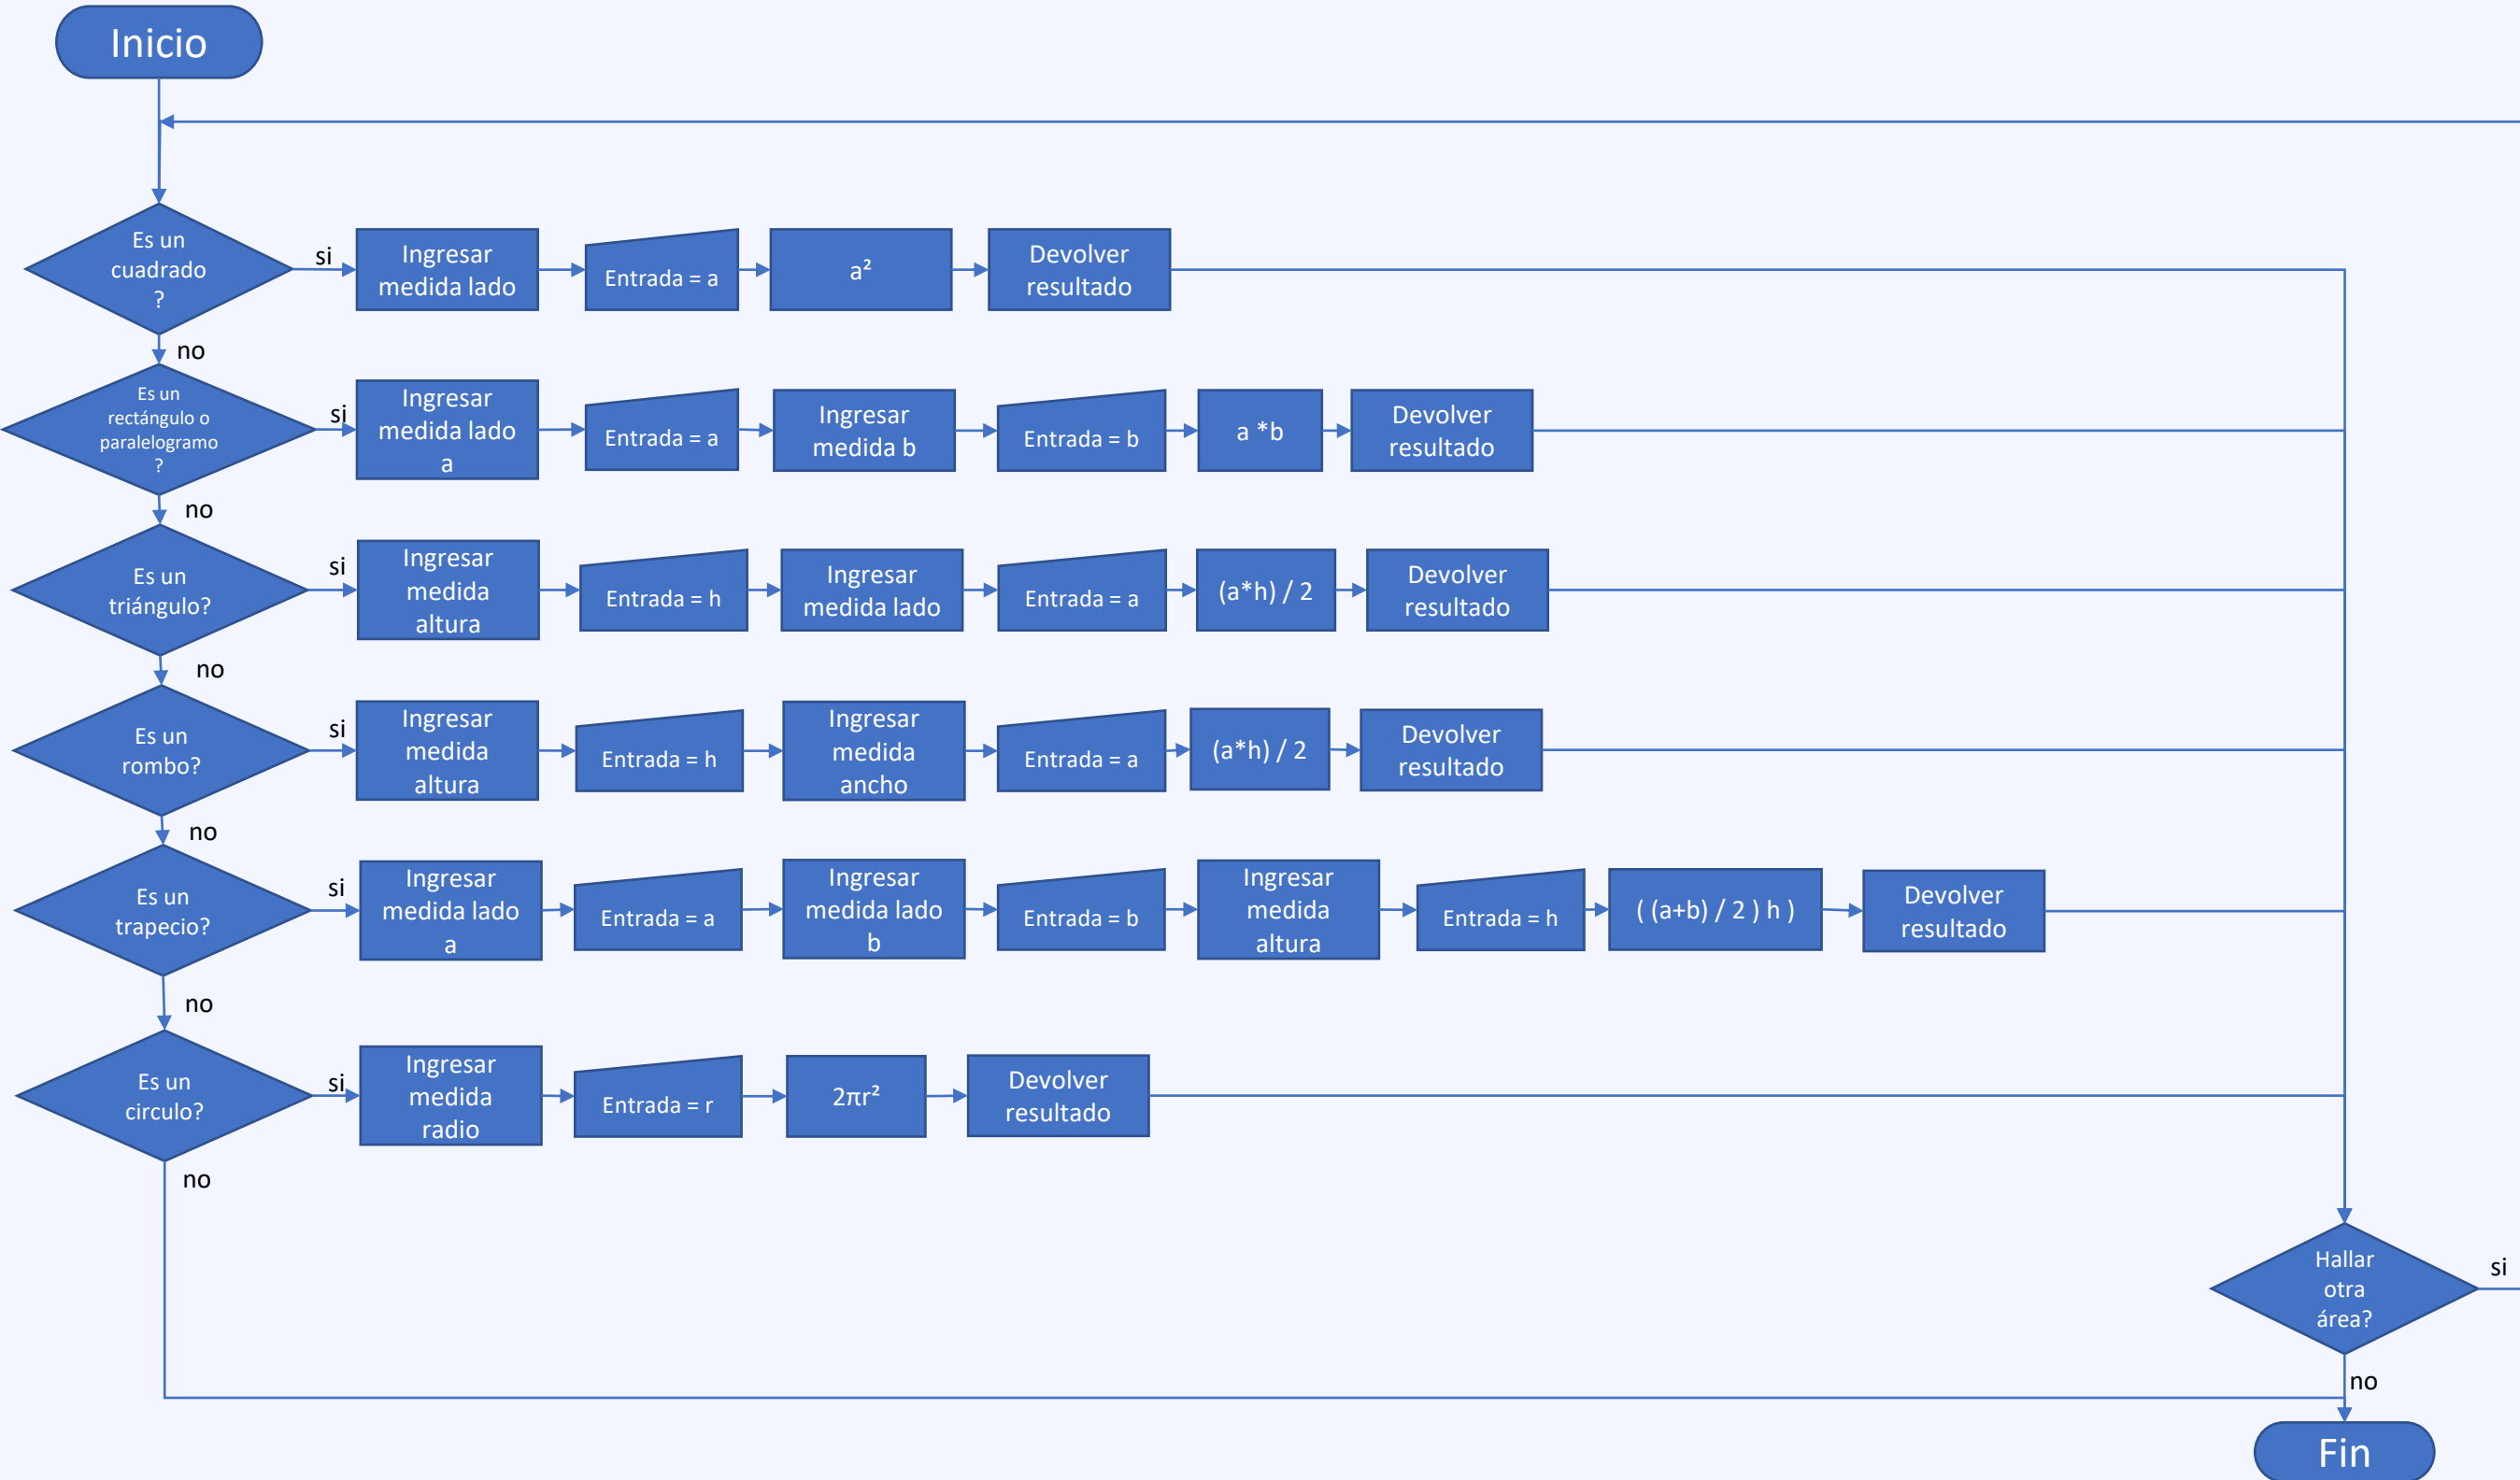 Inicio
Es un
cuadrado
?
si
Ingresar
medida lado
Entrada = a
a²
Devolver
resultado
no
Es un
rectángulo o
paralelogramo
?
si
Ingresar
medida lado
a
Entrada = a
Ingresar
medida b
Entrada = b
a *b
Devolver
resultado
no
Es un
triángulo?
si
Ingresar
medida
altura
Entrada = h
Ingresar
medida lado
Entrada = a
(a*h) / 2
Devolver
resultado
no
Es un
rombo?
si
Ingresar
medida
altura
Entrada = h
Ingresar
medida
ancho
Entrada = a
(a*h) / 2
Devolver
resultado
no
Es un
trapecio?
si
Ingresar
medida lado
a
Entrada = a
Ingresar
medida lado
b
Entrada = b
Ingresar
medida
altura
Entrada = h
( (a+b) / 2 ) h )
Devolver
resultado
no
Es un
circulo?
si
Ingresar
medida
radio
Entrada = r
2πr²
Devolver
resultado
no
Hallar
otra
área?
si
no
Fin